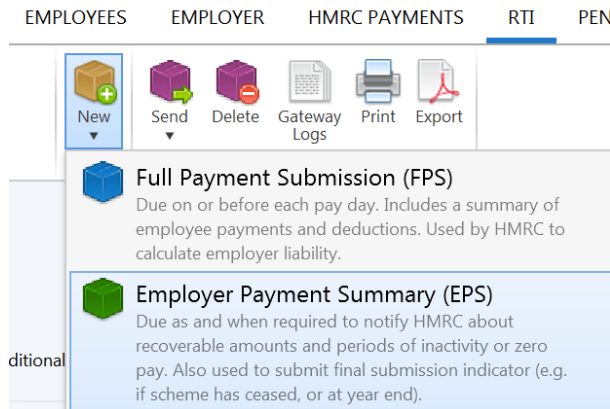 EMPLOYEES EMPLOYER HMRC PAYMENTS RTI PEN
New Send Delete Gateway Logs Print Export
Full Payment Submission (FPS)
Due on or before each pay day. Includes a summary of
employee payments and deductions. Used by HMRC to
calculate employer liability.
Employer Payment Summary (EPS)
Due as and when required to notify HMRC about
ditional
recoverable amounts and periods of inactivity or zero
pay. Also used to submit final submission indicator (e.g.
if scheme has ceased, or at year end).